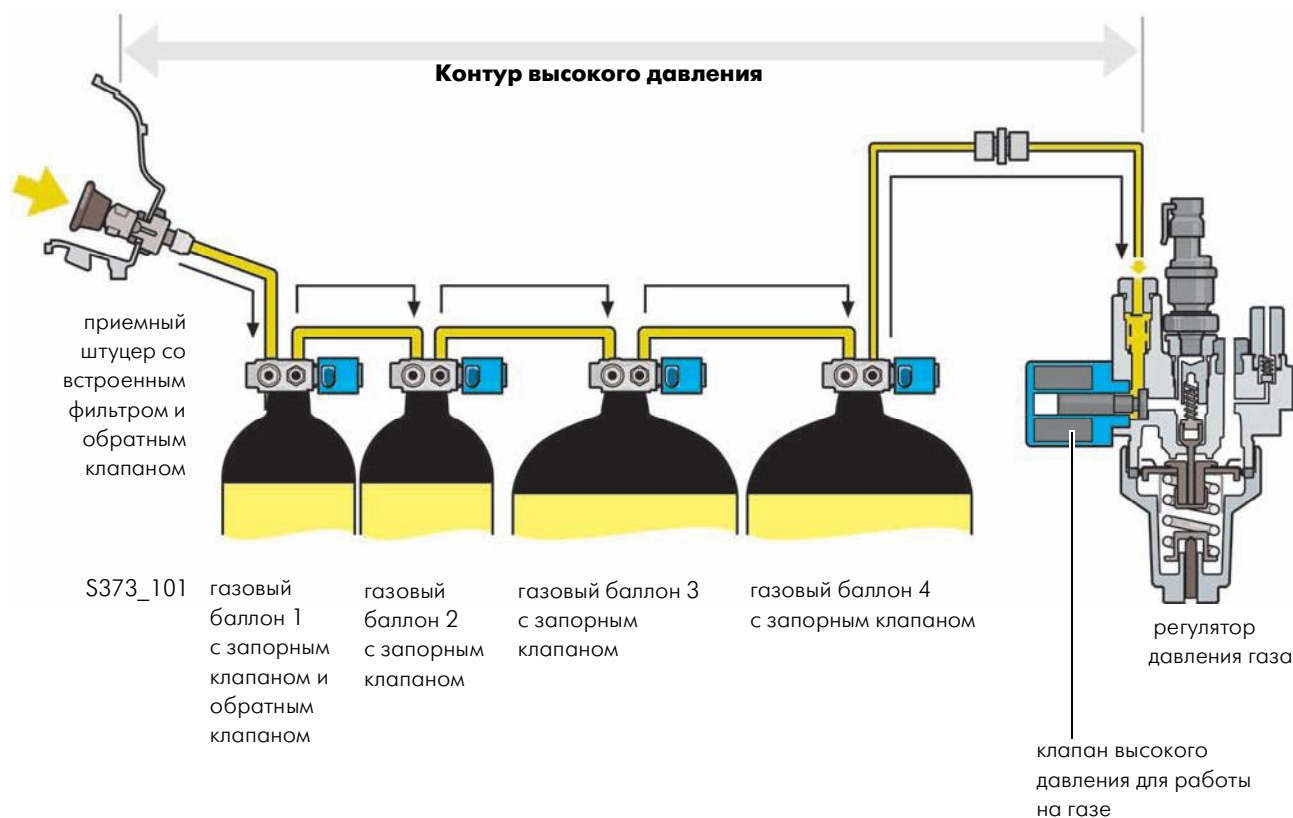 Контур высокого давления
приемный
штуцер со
встроенным
фильтром и
обратным
клапаном
S373_101
газовый
баллон 1
с запорным
клапаном и
обратным
клапаном
газовый
баллон 2
с запорным
клапаном
газовый баллон 3
с запорным
клапаном
газовый баллон 4
с запорным клапаном
регулятор
давления газа
клапан высокого
давления для работы
на газе